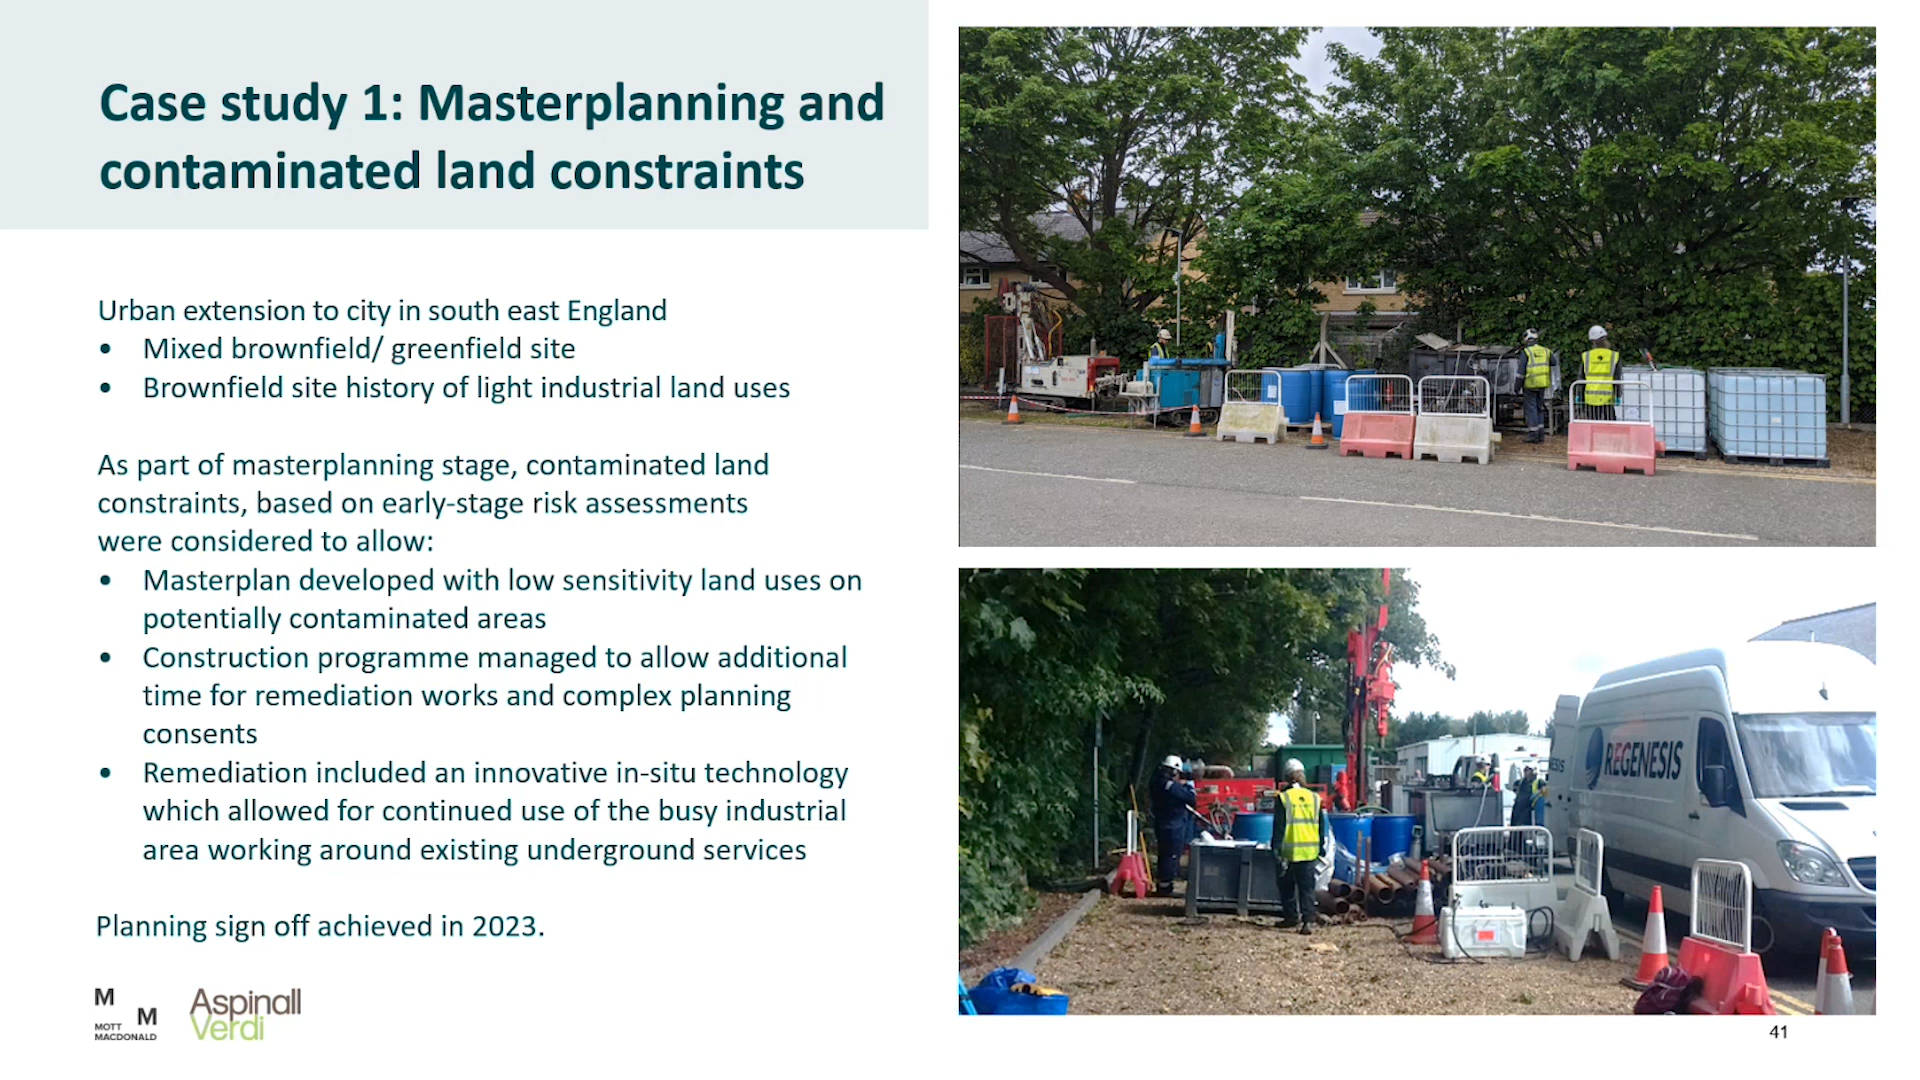 Case study 1: Masterplanning and
contaminated land constraints
Urban extension to city in south east England
• Mixed brownfield/ greenfield site
• Brownfield site history of light industrial land uses
As part of masterplanning stage, contaminated land
constraints, based on early-stage risk assessments
were considered to allow:
• Masterplan developed with low sensitivity land uses on
potentially contaminated areas
• Construction programme managed to allow additional
time for remediation works and complex planning
consents
• Remediation included an innovative in-situ technology
which allowed for continued use of the busy industrial
area working around existing underground services
Planning sign off achieved in 2023.
M
M
MOTT
MACDONALD
Aspinall
Verdi
REGENESIS
41